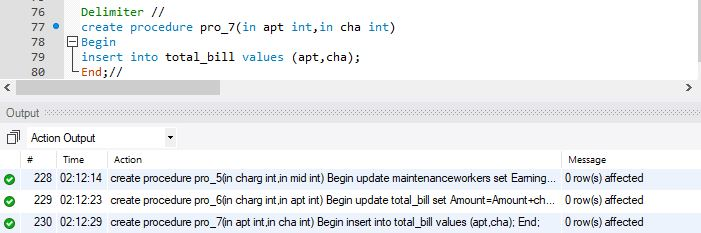 76 Delimiter //
77 create procedure pro_7(in apt int,in cha int)
78 Begin
79 insert into total_bill values (apt,cha);
80 End;//
Output
Action Output
# Time Action Message
228 02:12:14 create procedure pro_5(in charg int,in mid int) Begin update maintenanceworkers set Earning... 0 row(s) affected
229 02:12:23 create procedure pro_6(in charg int,in apt int) Begin update total_bill set Amount=Amount+ch... 0 row(s) affected
230 02:12:29 create procedure pro_7(in apt int,in cha int) Begin insert into total_bill values (apt,cha); End; 0 row(s) affected